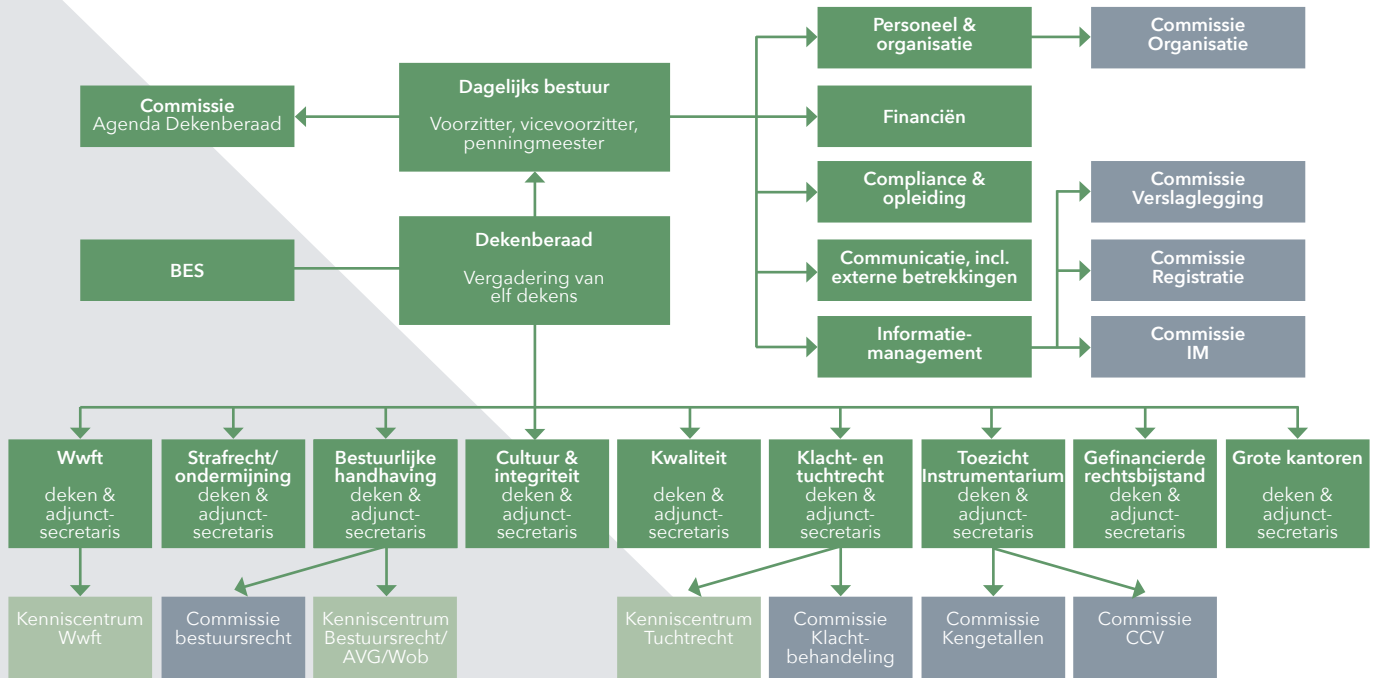 Personeel &
organisatie
Commissie
Organisatie
Dagelijks bestuur
Voorzitter, vicevoorzitter,
penningmeester
Commissie
Agenda Dekenberaad
Financiën
Compliance &
opleiding
Commissie
Verslaglegging
Dekenberaad
Vergadering van
elf dekens
BES
Communicatie, incl.
externe betrekkingen
Commissie
Registratie
Informatie-
management
Commissie
IM
Wwft
deken &
adjunct-
secretaris
Strafrecht/
ondermijning
deken &
adjunct-
secretaris
Bestuurlijke
handhaving
deken &
adjunct-
secretaris
Cultuur &
integriteit
deken &
adjunct-
secretaris
Kwaliteit
deken &
adjunct-
secretaris
Klacht- en
tuchtrecht
deken &
adjunct-
secretaris
Toezicht
Instrumentarium
deken &
adjunct-
secretaris
Gefinancierde
rechtsbijstand
deken &
adjunct-
secretaris
Grote kantoren
deken &
adjunct-
secretaris
Kenniscentrum
Wwft
Commissie
bestuursrecht
Kenniscentrum
Bestuursrecht/
AVG/Wob
Kenniscentrum
Tuchtrecht
Commissie
Klacht-
behandeling
Commissie
Kengetallen
Commissie
CCV